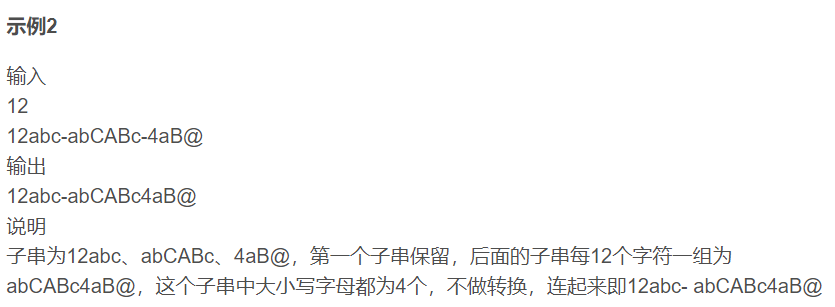 示例2
输入
12
12abc-abCABc-4aB@
输出
12abc-abCABc4aB@
说明
子串为12abc、abCABc、4aB@，第一个子串保留，后面的子串每12个字符一组为
abCABc4aB@，这个子串中大小写字母都为4个，不做转换，连起来即12abc- abCABc4aB@